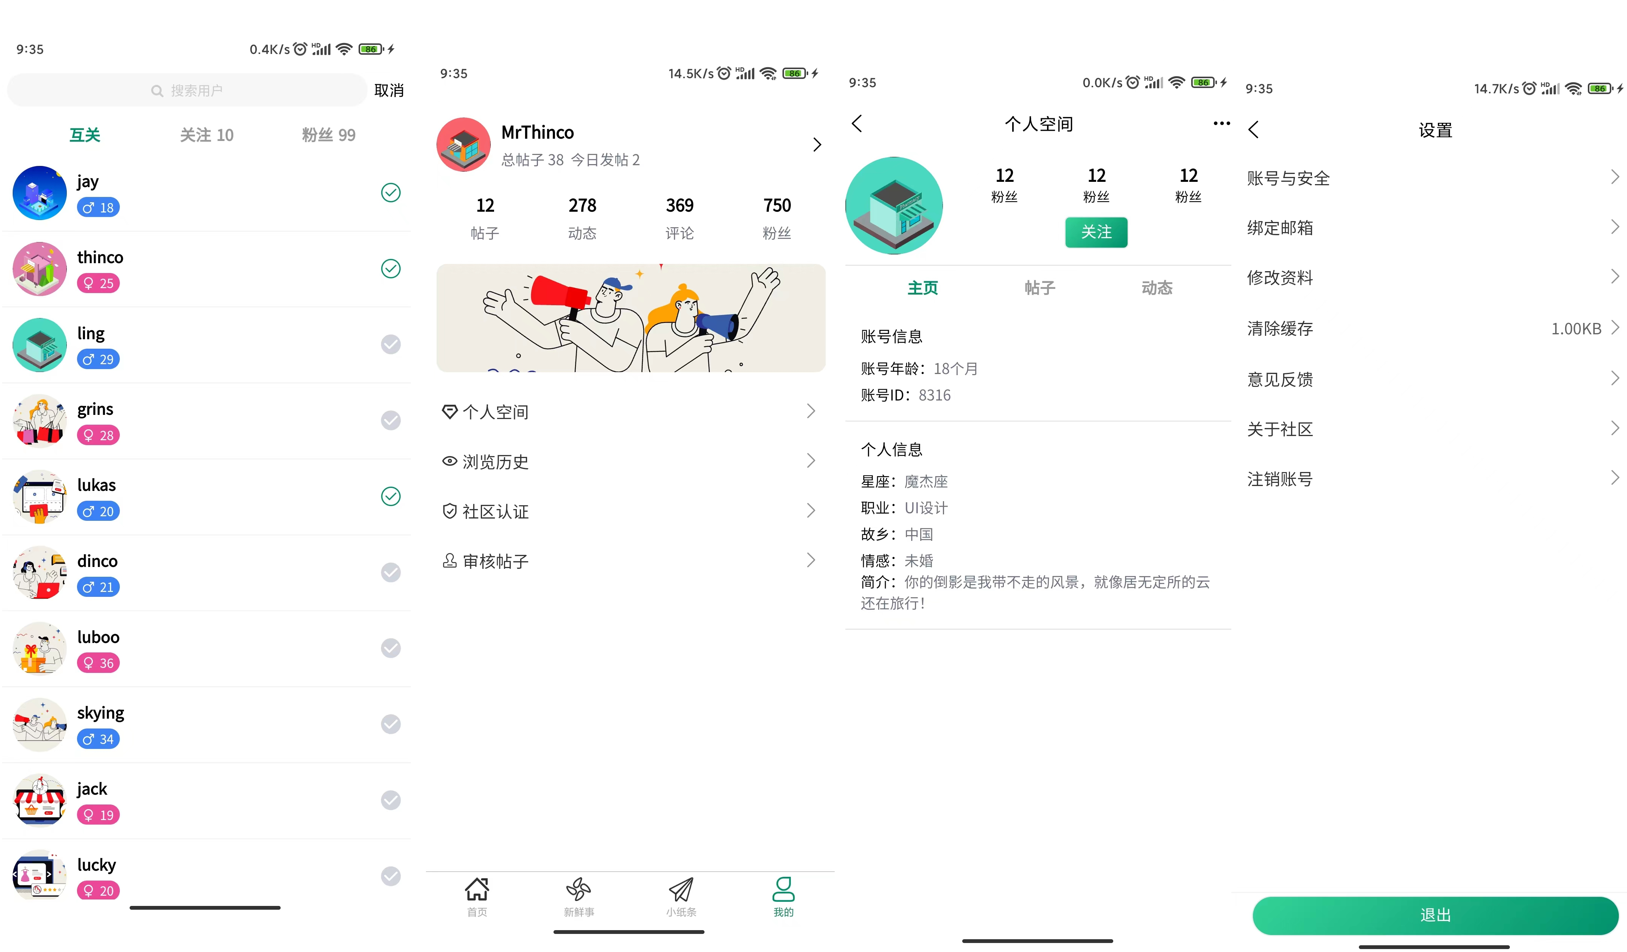 9:35
0.4K/s HD 86
搜索用户
取消
互关
关注 10
粉丝 99
jay
18
thinco
25
ling
29
grins
28
lukas
20
dinco
21
luboo
36
skying
34
jack
19
lucky
20
9:35
14.5K/s HD 86
MrThinco
总帖子 38 今日发帖 2
12
278
369
750
帖子
动态
评论
粉丝
个人空间
浏览历史
社区认证
审核帖子
首页
新鲜事
小纸条
我的
9:35
0.0K/s HD 86
个人空间
12
12
12
粉丝
粉丝
粉丝
关注
主页
帖子
动态
账号信息
账号年龄：18个月
账号ID：8316
个人信息
星座：魔杰座
职业：UI设计
故乡：中国
情感：未婚
简介：你的倒影是我带不走的风景，就像居无定所的云
还在旅行！
9:35
14.7K/s HD 86
设置
账号与安全
绑定邮箱
修改资料
清除缓存
1.00KB
意见反馈
关于社区
注销账号
退出